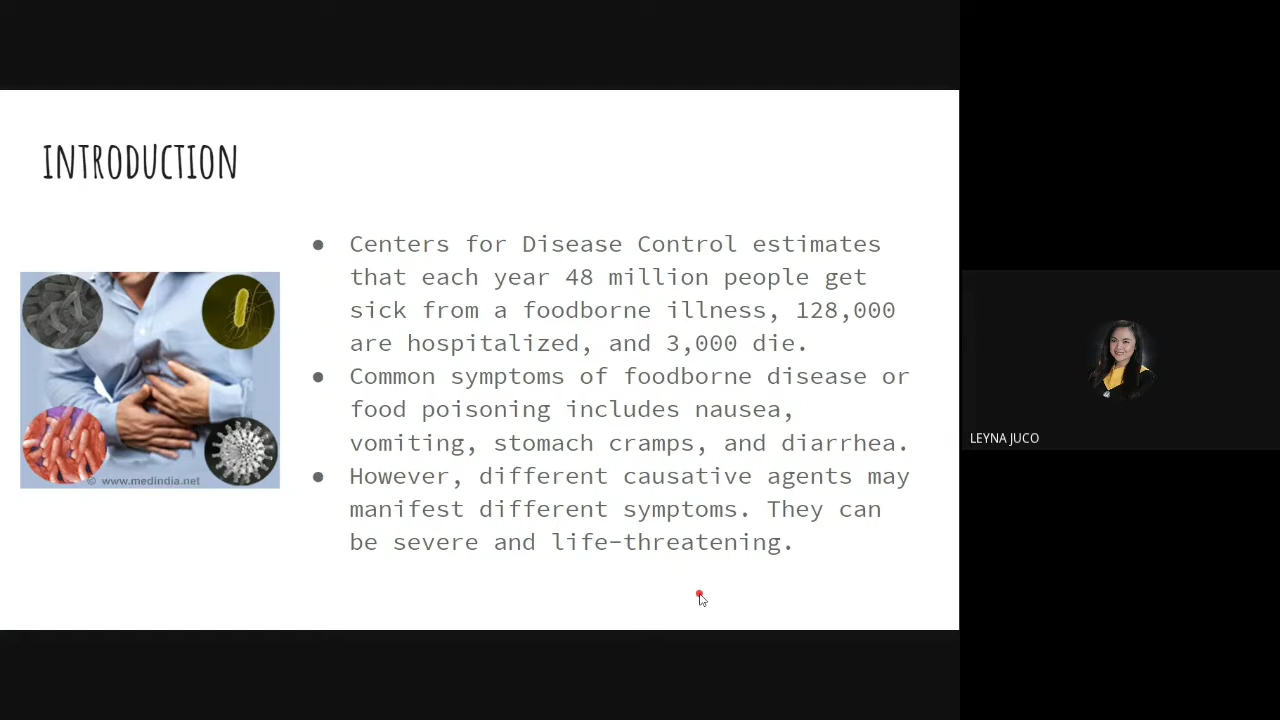 INTRODUCTION
● Centers for Disease Control estimates
that each year 48 million people get
sick from a foodborne illness, 128,000
are hospitalized, and 3,000 die.
● Common symptoms of foodborne disease or
food poisoning includes nausea,
vomiting, stomach cramps, and diarrhea.
● However, different causative agents may
manifest different symptoms. They can
be severe and life-threatening.
© www.medindia.net
LEYNA JUCO